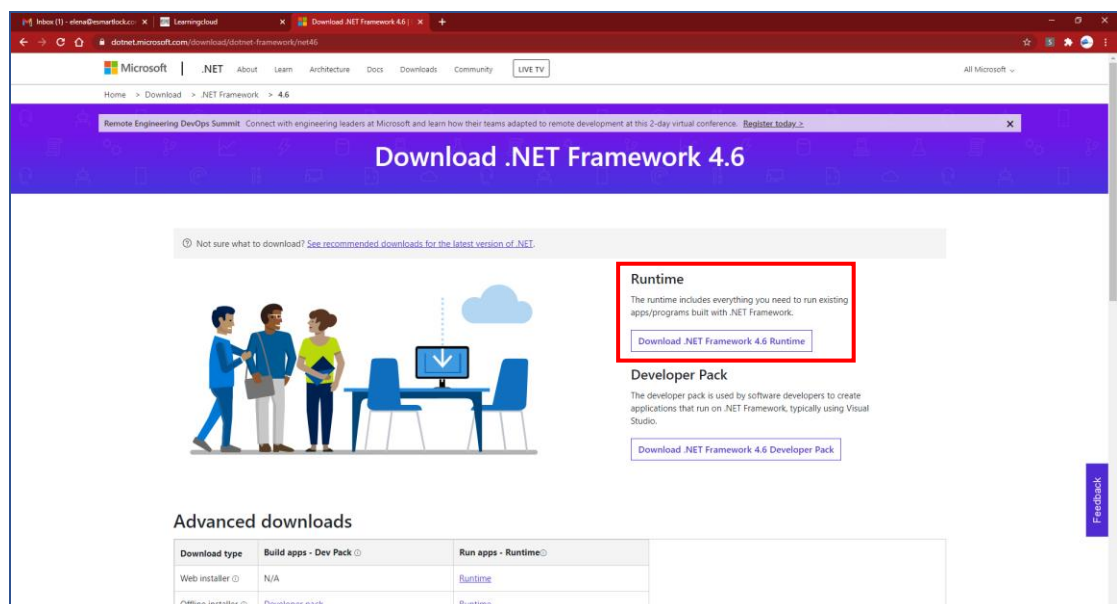 Inbox (1) - elena@esmartlock.co
Learningcloud
Download .NET Framework 4.6 |
dotnet.microsoft.com/download/dotnet-framework/net46
Microsoft
.NET About Learn Architecture Docs Downloads Community LIVE TV
All Microsoft
Home > Download > .NET Framework > 4.6
Remote Engineering DevOps Summit Connect with engineering leaders at Microsoft and learn how their teams adapted to remote development at this 2-day virtual conference. Register today >
Download .NET Framework 4.6
Not sure what to download? See recommended downloads for the latest version of .NET.
Runtime
The runtime includes everything you need to run existing
apps/programs built with .NET Framework.
Download .NET Framework 4.6 Runtime
Developer Pack
The developer pack is used by software developers to create
applications that run on .NET Framework, typically using Visual
Studio.
Download .NET Framework 4.6 Developer Pack
Feedback
Advanced downloads
Download type Build apps - Dev Pack Run apps - Runtime
Web installer N/A Runtime
Offline installer Developer pack Runtime